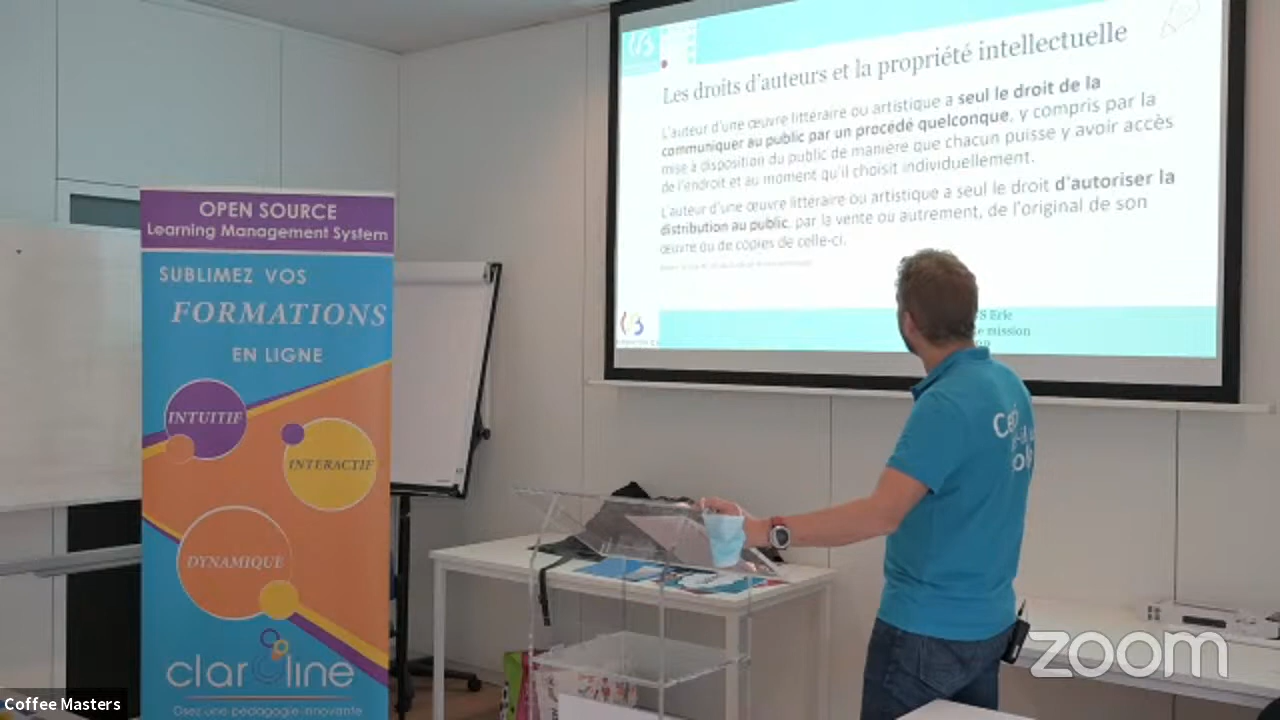 Les droits d'auteurs et la propriété intellectuelle
L'auteur d'une œuvre littéraire ou artistique a seul le droit de la
communiquer au public par un procédé quelconque, y compris par la
mise à disposition du public de manière que chacun puisse y avoir accès
de l'endroit et au moment qu'il choisit individuellement.
L'auteur d'une œuvre littéraire ou artistique a seul le droit d'autoriser la
distribution au public, par la vente ou autrement, de l'original de son
œuvre ou de copies de celle-ci.
Eric
mission
OPEN SOURCE
Learning Management System
SUBLIMEZ VOS
FORMATIONS
EN LIGNE
INTUITIF
INTERACTIF
DYNAMIQUE
claroline
Osez une pédagogie innovante
zoom
Coffee Masters